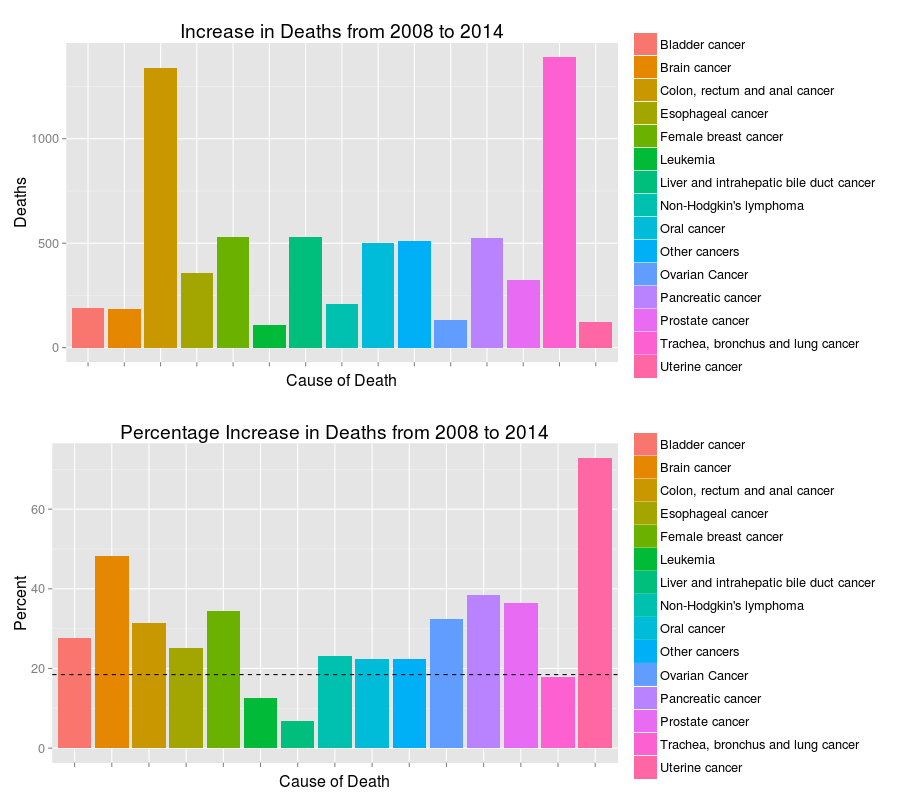 Increase in Deaths from 2008 to 2014
1000
500
0
Deaths
Cause of Death
Bladder cancer
Brain cancer
Colon, rectum and anal cancer
Esophageal cancer
Female breast cancer
Leukemia
Liver and intrahepatic bile duct cancer
Non-Hodgkin's lymphoma
Oral cancer
Other cancers
Ovarian Cancer
Pancreatic cancer
Prostate cancer
Trachea, bronchus and lung cancer
Uterine cancer
Percentage Increase in Deaths from 2008 to 2014
60
40
20
0
Percent
Cause of Death
Bladder cancer
Brain cancer
Colon, rectum and anal cancer
Esophageal cancer
Female breast cancer
Leukemia
Liver and intrahepatic bile duct cancer
Non-Hodgkin's lymphoma
Oral cancer
Other cancers
Ovarian Cancer
Pancreatic cancer
Prostate cancer
Trachea, bronchus and lung cancer
Uterine cancer